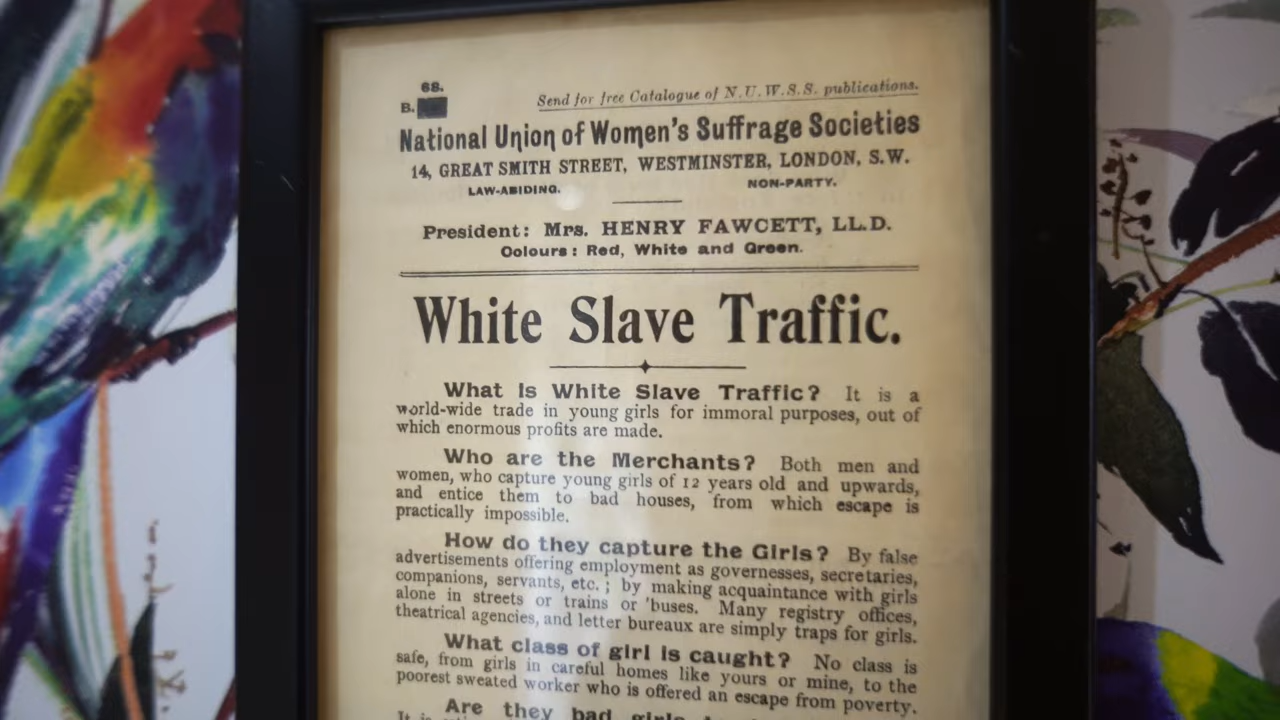 68.
B.
Send for free Catalogue of N.U.W.S.S. publications.
National Union of Women's Suffrage Societies
14, GREAT SMITH STREET, WESTMINSTER, LONDON, S.W.
LAW-ABIDING. NON-PARTY.
President: Mrs. HENRY FAWCETT, LL.D.
Colours: Red, White and Green.
White Slave Traffic.
What Is White Slave Traffic? It is a
world-wide trade in young girls for immoral purposes, out of
which enormous profits are made.
Who are the Merchants? Both men and
women, who capture young girls of 12 years old and upwards,
and entice them to bad houses, from which escape is
practically impossible.
How do they capture the Girls? By false
advertisements offering employment as governesses, secretaries,
companions, servants, etc.; by making acquaintance with girls
alone in streets or trains or 'buses. Many registry offices,
theatrical agencies, and letter bureaux are simply traps for girls.
What class of girl is caught? No class is
safe, from girls in careful homes like yours or mine, to the
poorest sweated worker who is offered an escape from poverty.
Are they bad girls
It is